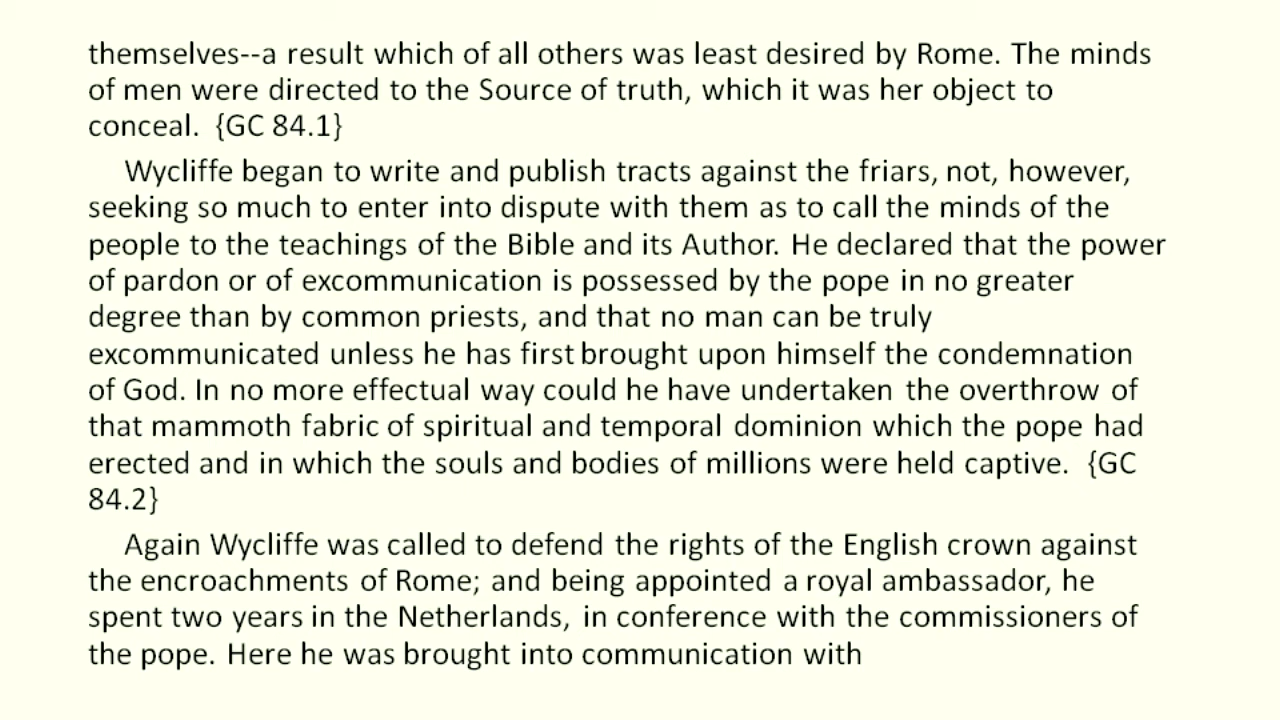 themselves--a result which of all others was least desired by Rome. The minds
of men were directed to the Source of truth, which it was her object to
conceal.  {GC 84.1}
Wycliffe began to write and publish tracts against the friars, not, however,
seeking so much to enter into dispute with them as to call the minds of the
people to the teachings of the Bible and its Author. He declared that the power
of pardon or of excommunication is possessed by the pope in no greater
degree than by common priests, and that no man can be truly
excommunicated unless he has first brought upon himself the condemnation
of God. In no more effectual way could he have undertaken the overthrow of
that mammoth fabric of spiritual and temporal dominion which the pope had
erected and in which the souls and bodies of millions were held captive.  {GC
84.2}
Again Wycliffe was called to defend the rights of the English crown against
the encroachments of Rome; and being appointed a royal ambassador, he
spent two years in the Netherlands, in conference with the commissioners of
the pope. Here he was brought into communication with